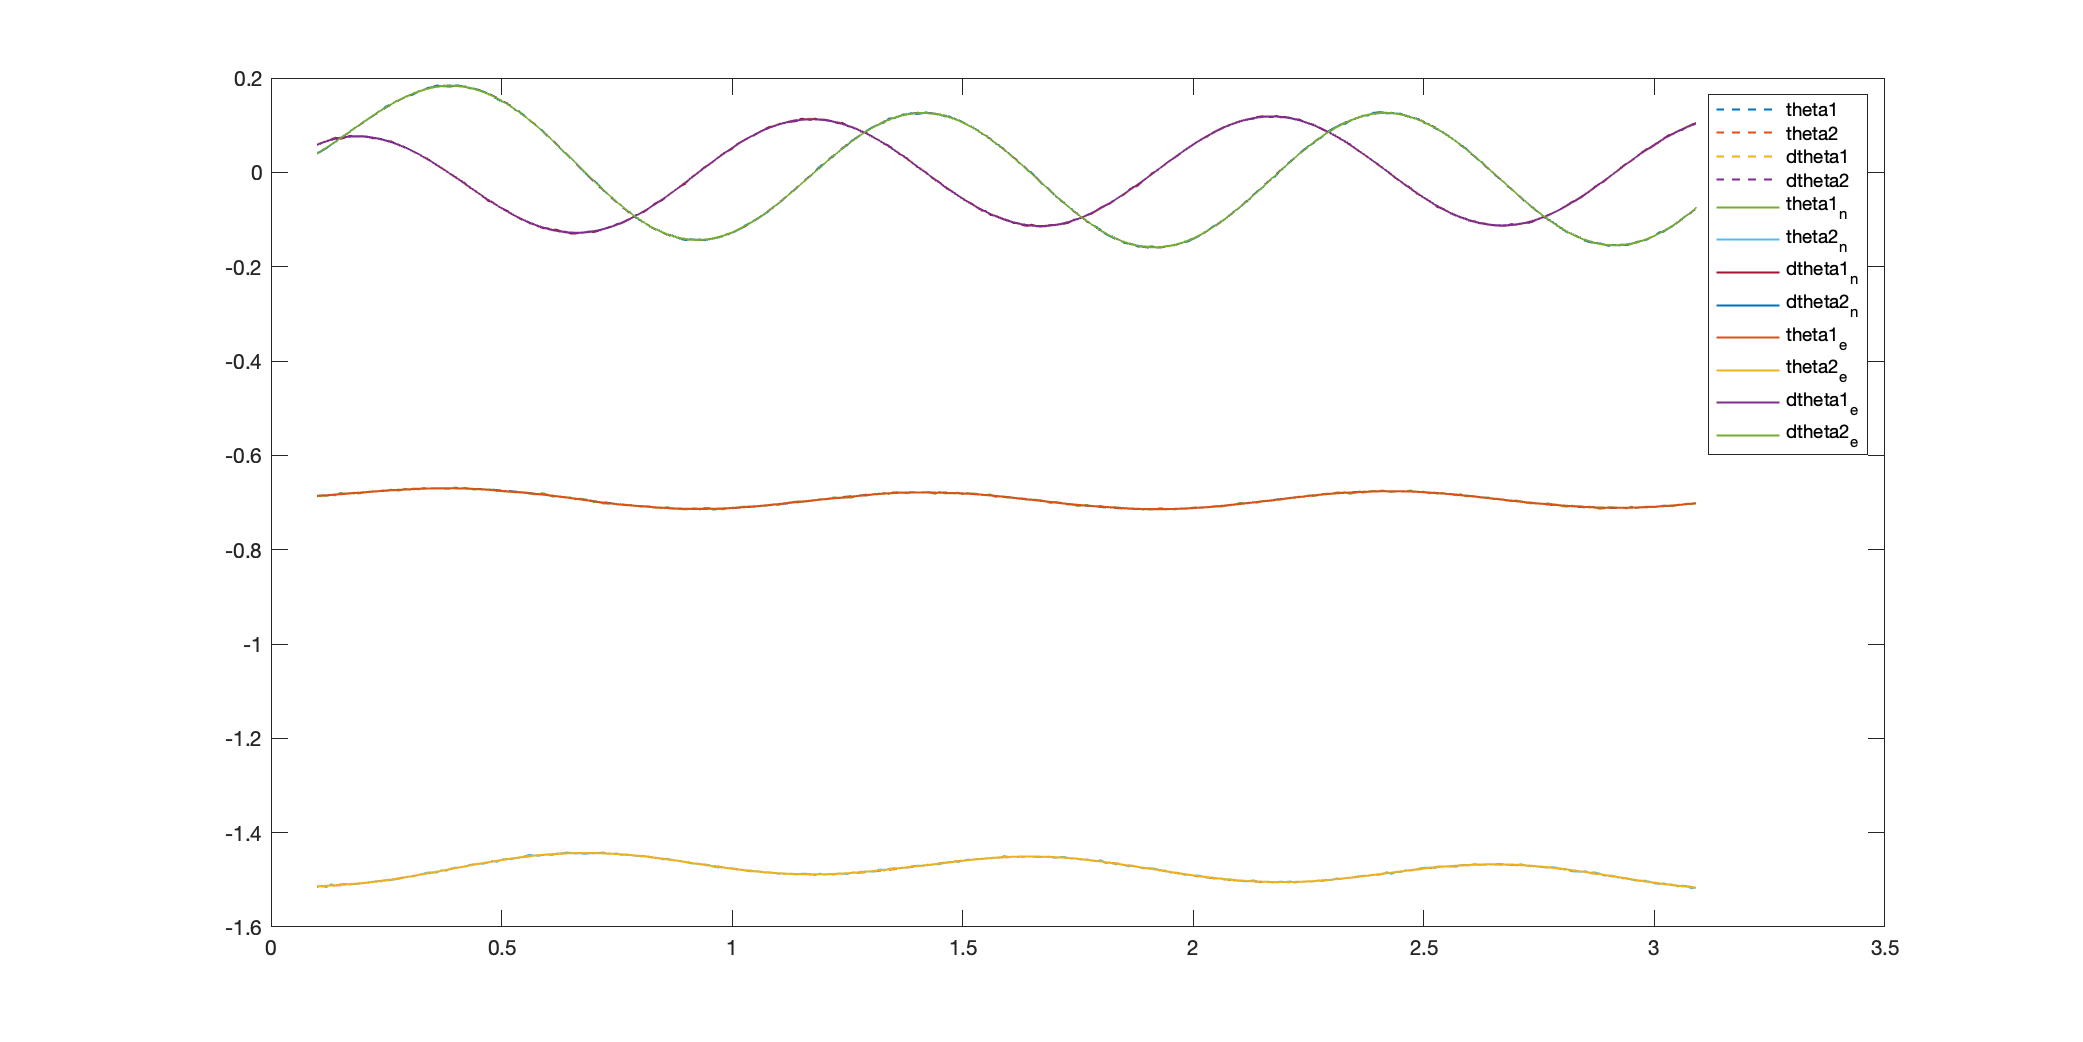 0.2
0
-0.2
-0.4
-0.6
-0.8
-1
-1.2
-1.4
-1.6
0 0.5 1 1.5 2 2.5 3 3.5
theta1
theta2
dtheta1
dtheta2
theta1n
theta2n
dtheta1n
dtheta2n
theta1e
theta2e
dtheta1e
dtheta2e